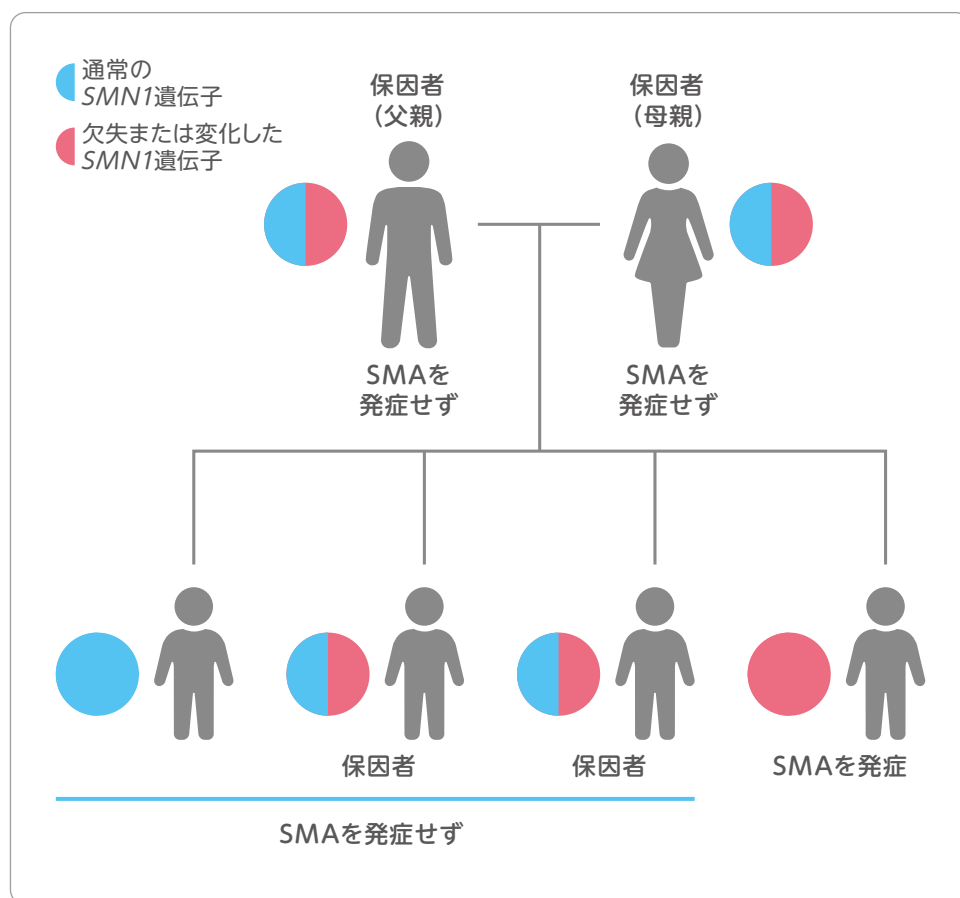 通常の
SMN1遺伝子
欠失または変化した
SMN1遺伝子
保因者
(父親)
保因者
(母親)
SMAを
発症せず
SMAを
発症せず
保因者
保因者
SMAを発症
SMAを発症せず